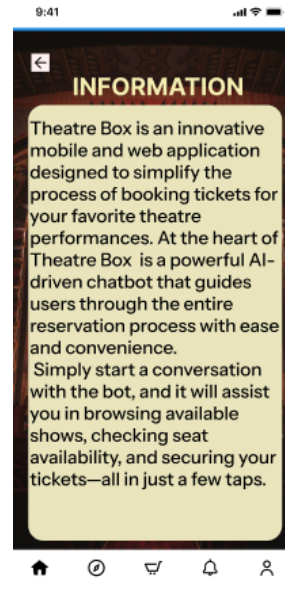 9:41
INFORMATION
Theatre Box is an innovative
mobile and web application
designed to simplify the
process of booking tickets for
your favorite theatre
performances. At the heart of
Theatre Box  is a powerful AI-
driven chatbot that guides
users through the entire
reservation process with ease
and convenience.
Simply start a conversation
with the bot, and it will assist
you in browsing available
shows, checking seat
availability, and securing your
tickets—all in just a few taps.